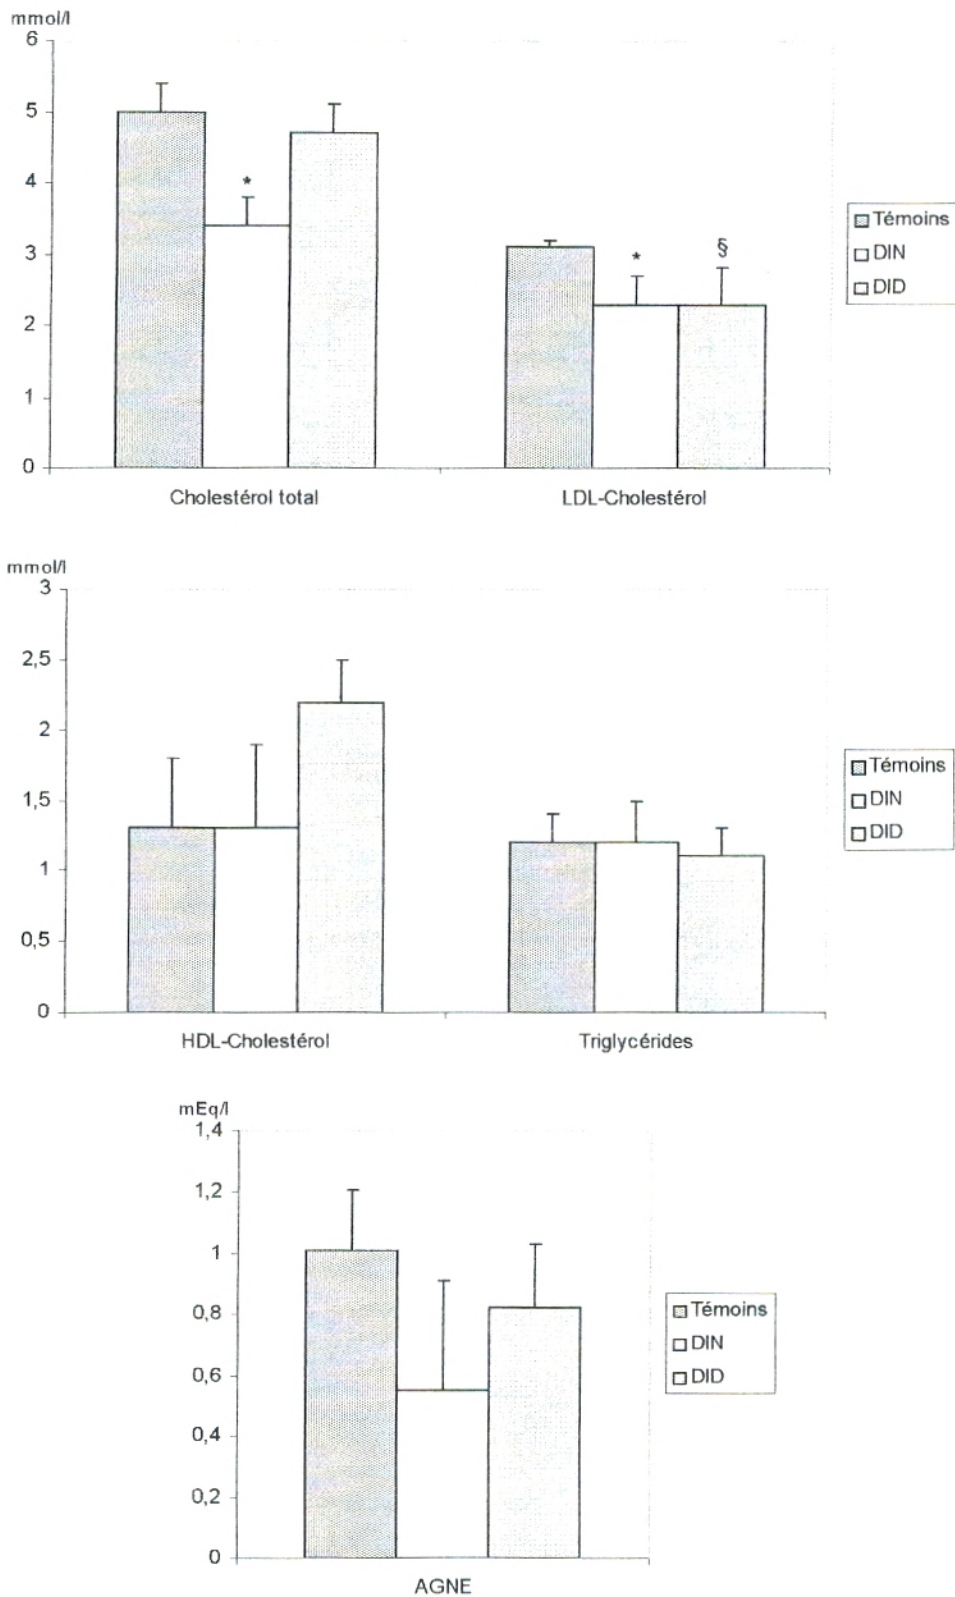 mmol/l
6
5
4
3
2
1
0
*
*
§
Cholestérol total
LDL-Cholestérol
Témoins
DIN
DID
mmol/l
3
2,5
2
1,5
1
0,5
0
HDL-Cholestérol
Triglycérides
Témoins
DIN
DID
mEq/l
1,4
1,2
1
0,8
0,6
0,4
0,2
0
AGNE
Témoins
DIN
DID